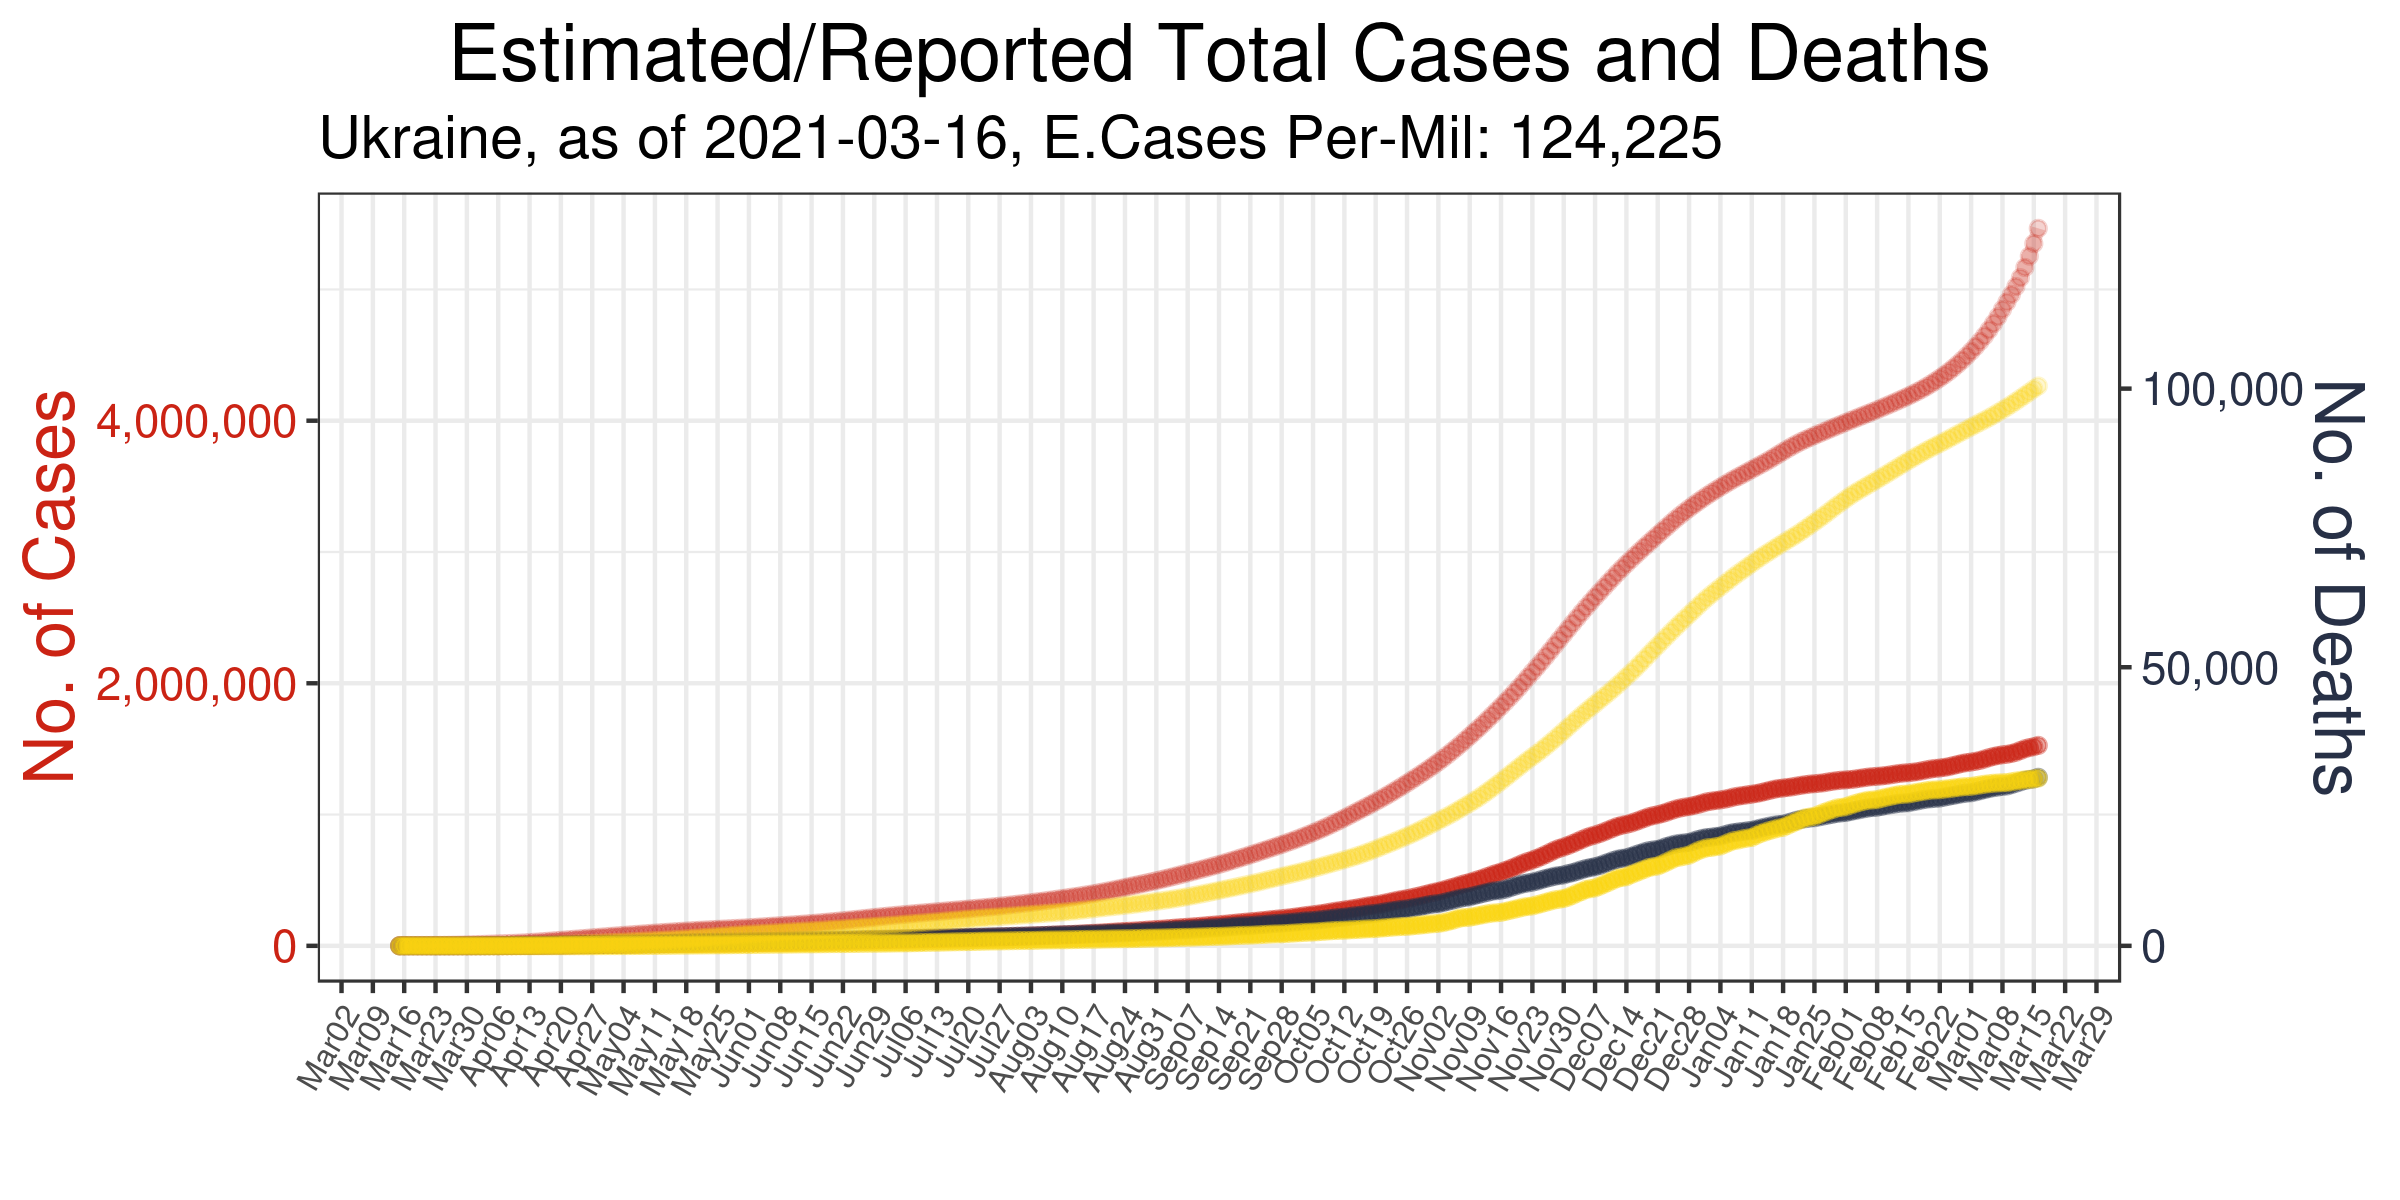 Estimated/Reported Total Cases and Deaths
Ukraine, as of 2021-03-16, E.Cases Per-Mil: 124,225
No. of Cases
4,000,000
2,000,000
0
100,000
50,000
0
No. of Deaths
Mar02
Mar09
Mar16
Mar23
Mar30
Apr06
Apr13
Apr20
Apr27
May04
May11
May18
May25
Jun01
Jun08
Jun15
Jun22
Jun29
Jul06
Jul13
Jul20
Jul27
Aug03
Aug10
Aug17
Aug24
Aug31
Sep07
Sep14
Sep21
Sep28
Oct05
Oct12
Oct19
Oct26
Nov02
Nov09
Nov16
Nov23
Nov30
Dec07
Dec14
Dec21
Dec28
Jan04
Jan11
Jan18
Jan25
Feb01
Feb08
Feb15
Feb22
Mar01
Mar08
Mar15
Mar22
Mar29